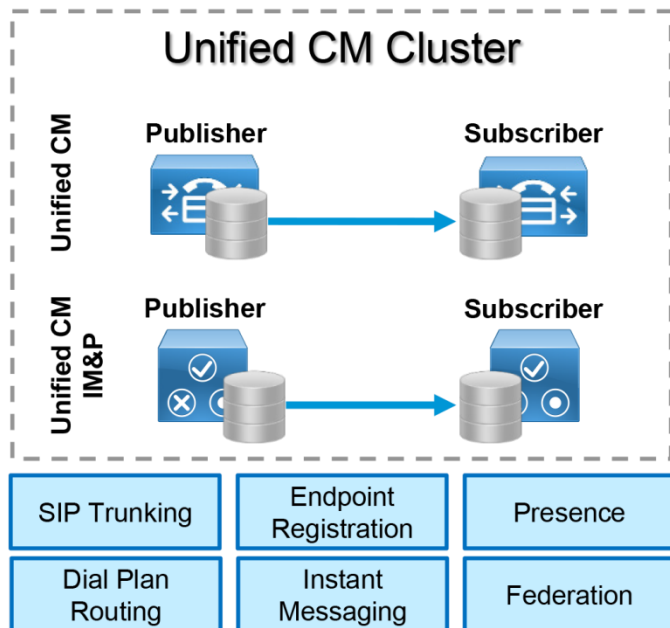 Unified CM Cluster
Unified CM
Publisher
Subscriber
Unified CM
IM&P
Publisher
Subscriber
SIP Trunking
Endpoint
Registration
Presence
Dial Plan
Routing
Instant
Messaging
Federation